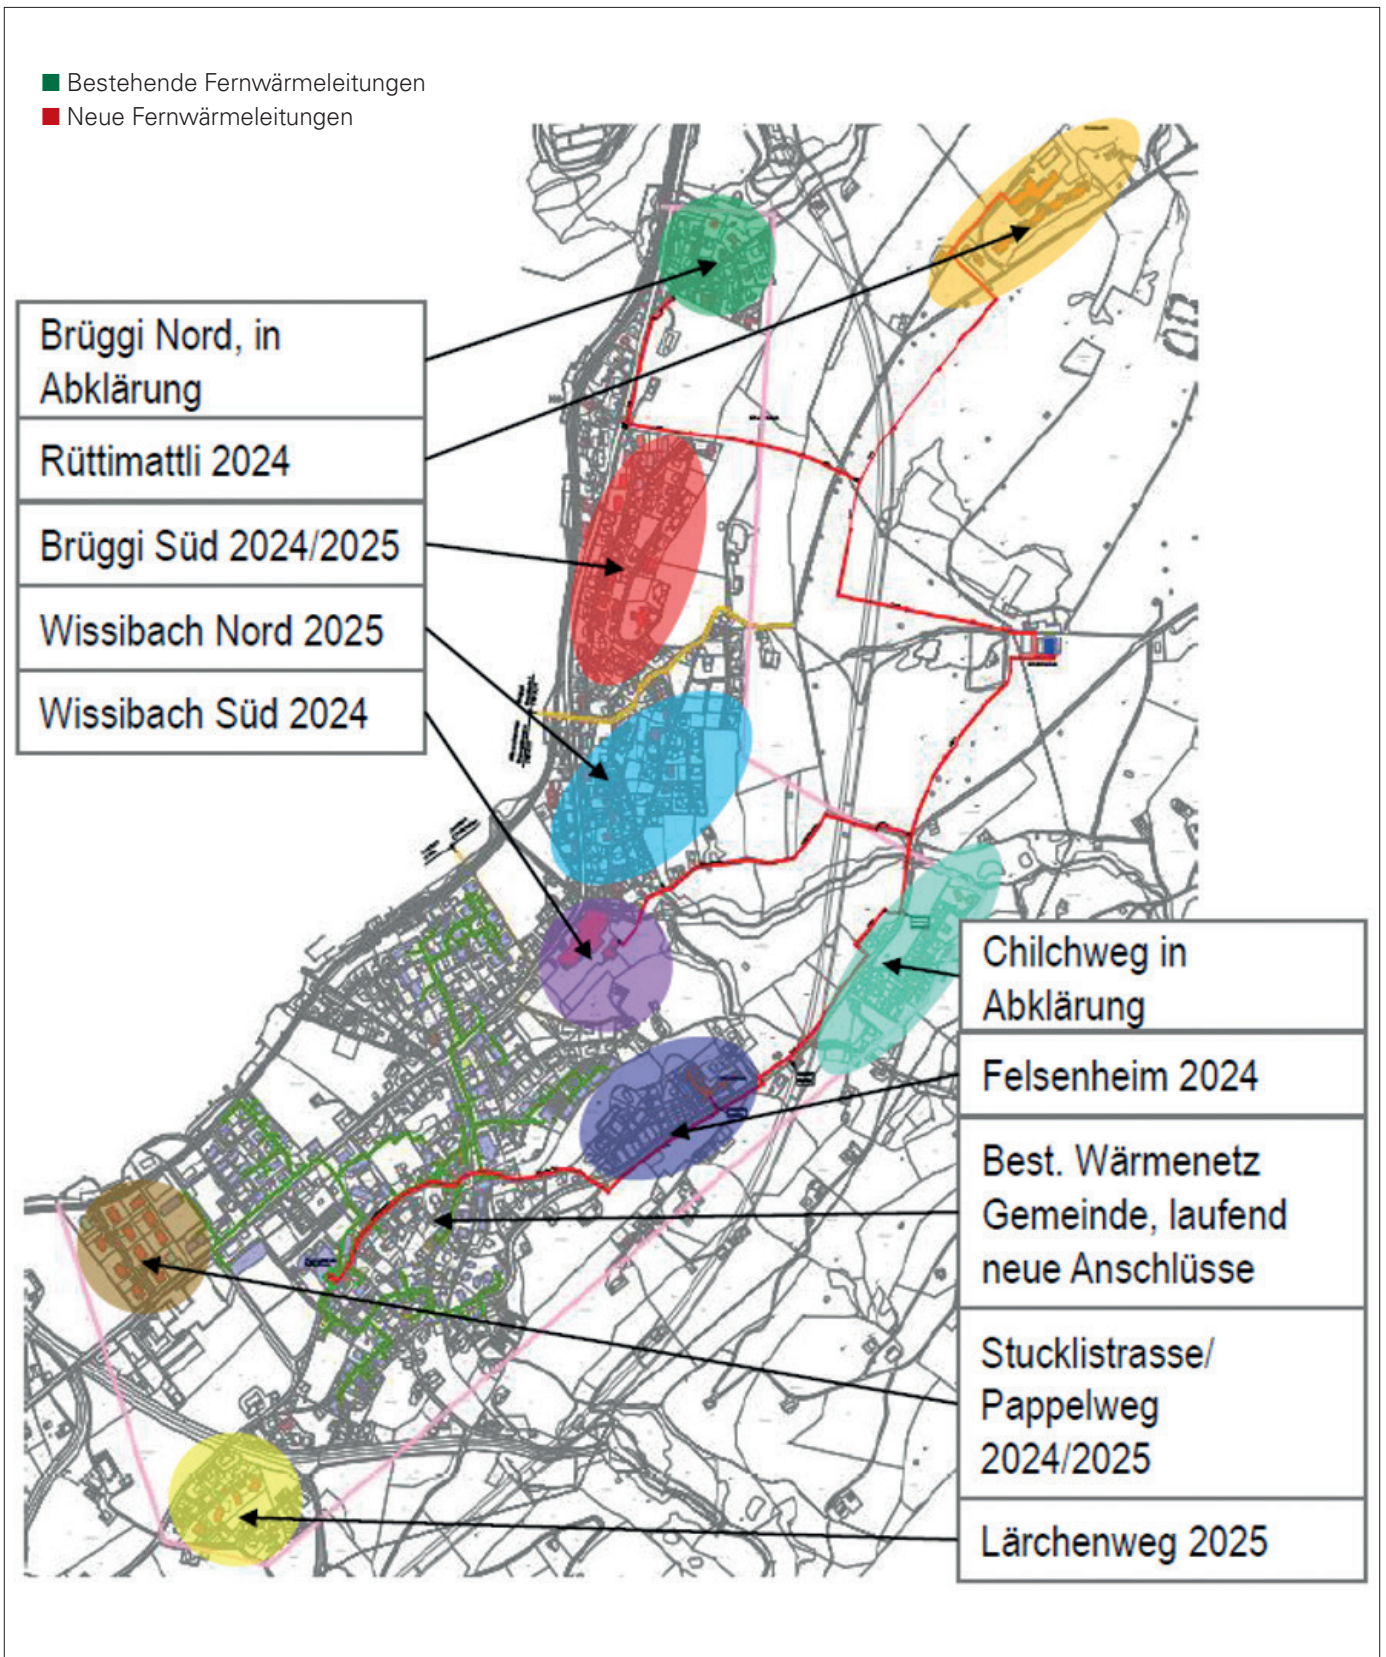 Bestehende Fernwärmeleitungen
Neue Fernwärmeleitungen
Brüggi Nord, in
Abklärung
Rüttimattli 2024
Brüggi Süd 2024/2025
Wissibach Nord 2025
Wissibach Süd 2024
Chilchweg in
Abklärung
Felsenheim 2024
Best. Wärmenetz
Gemeinde, laufend
neue Anschlüsse
Stucklistrasse/
Pappelweg
2024/2025
Lärchenweg 2025